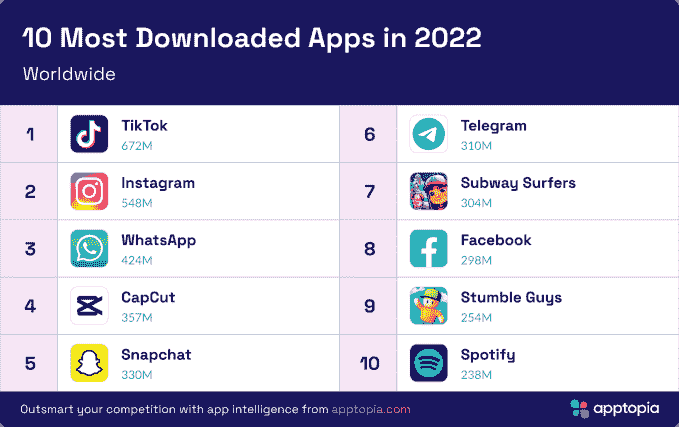 10 Most Downloaded Apps in 2022
Worldwide
1
TikTok
672M
2
Instagram
548M
3
WhatsApp
424M
4
CapCut
357M
5
Snapchat
330M
6
Telegram
310M
7
Subway Surfers
304M
8
Facebook
298M
9
Stumble Guys
254M
10
Spotify
238M
Outsmart your competition with app intelligence from apptopia.com
apptopia